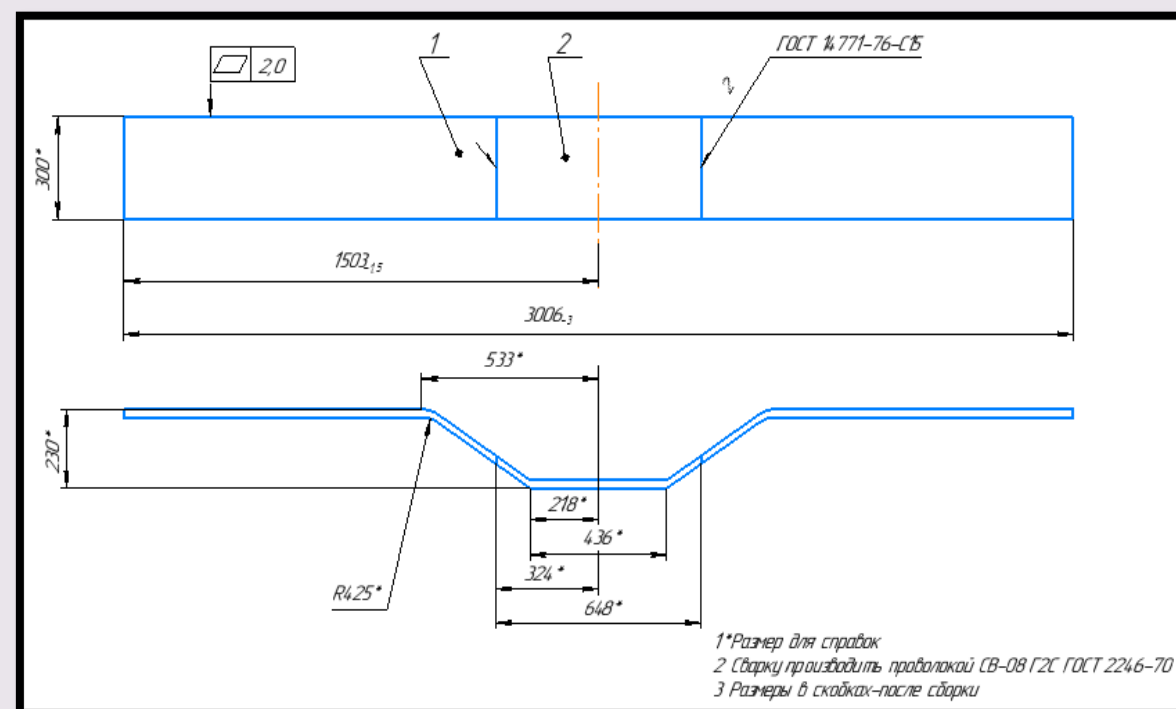 2,0
1
2
ГОСТ 14771-76-С15
2
300*
1503-1,5
3006-3
533*
230*
218*
436*
324*
R425*
648*
1*Размер для справок
2 Сварку производить проволокой СВ-08 Г2С ГОСТ 2246-70
3 Размеры в скобках-после сборки